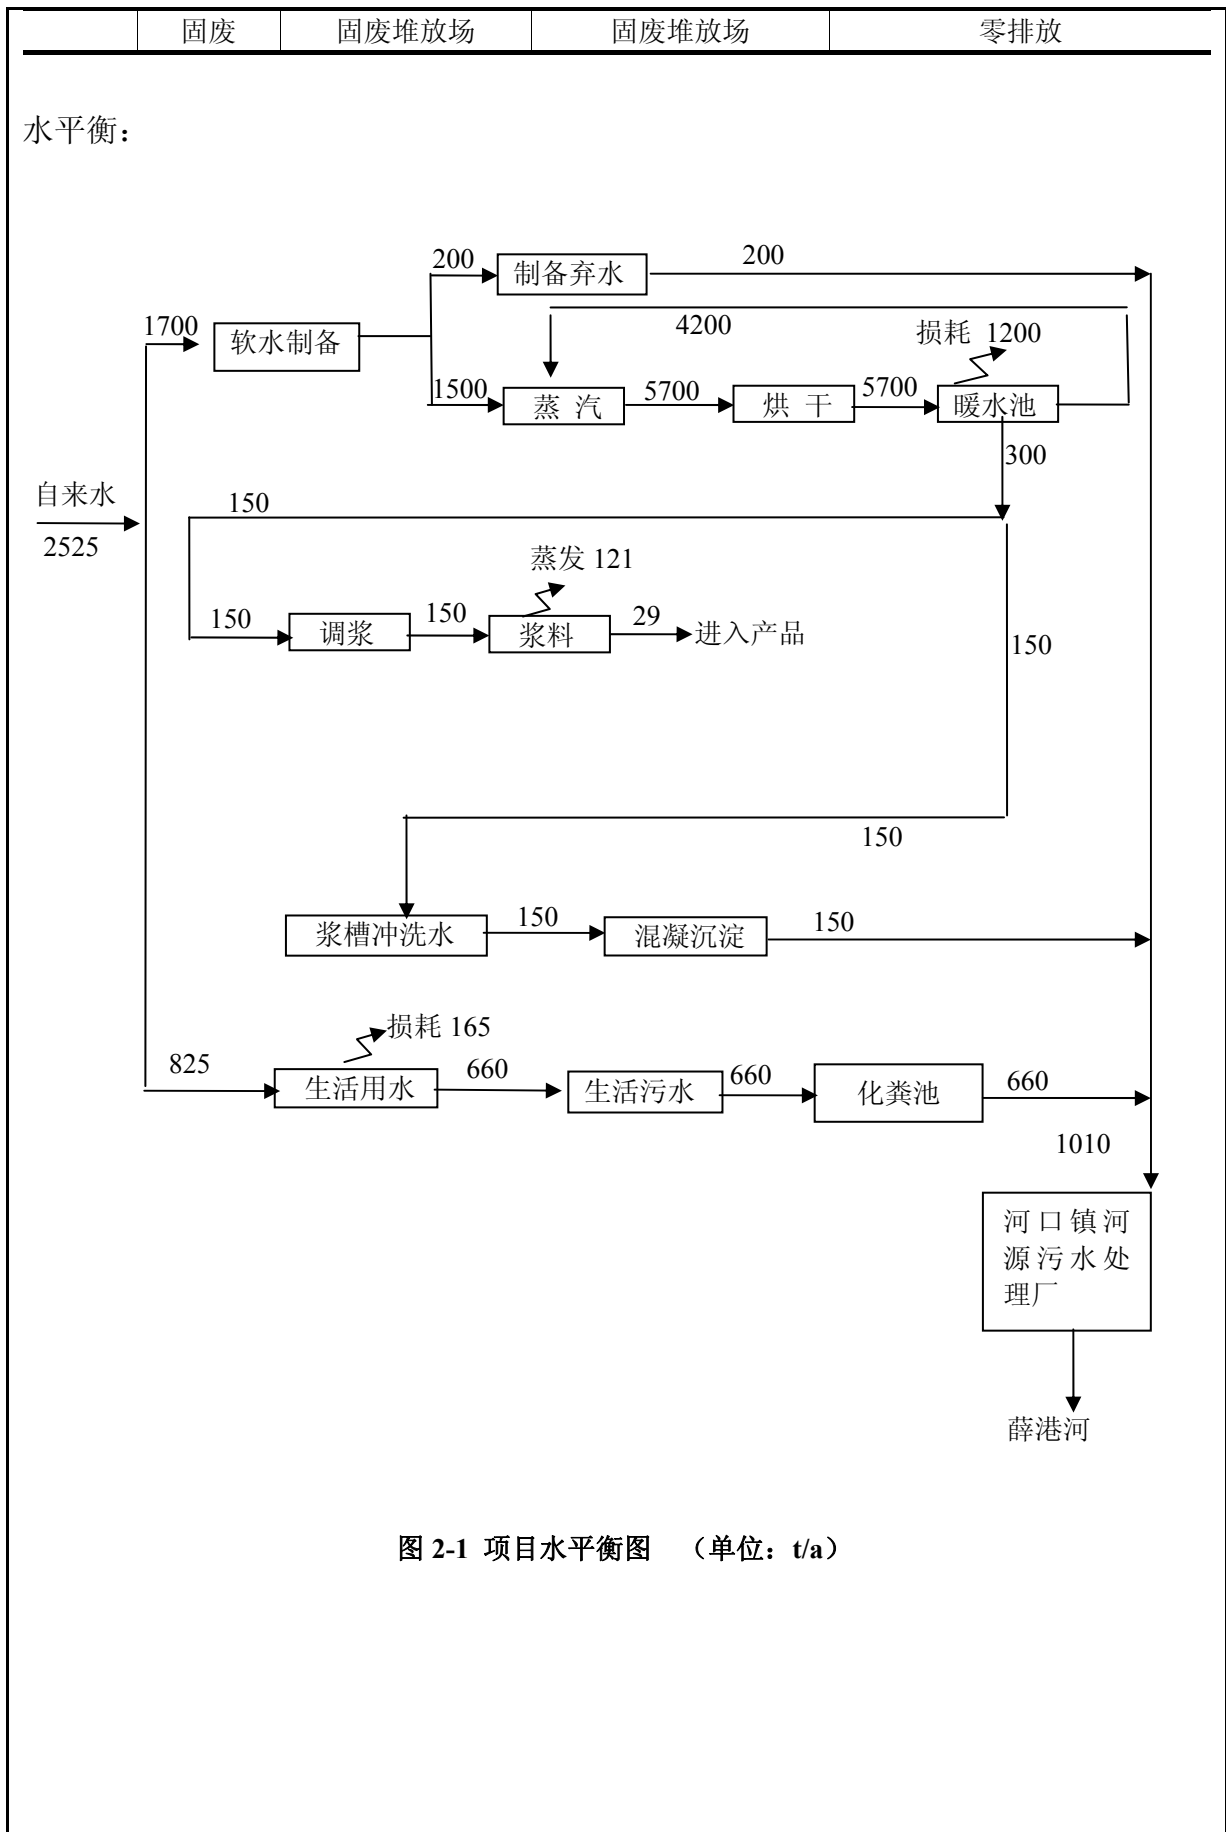 固废 固废堆放场 固废堆放场 零排放
水平衡：
200 制备弃水 200
1700 软水制备 4200 损耗 1200
1500 蒸 汽 5700 烘 干 5700 暖水池
300
自来水 150
2525
蒸发 121
150 调浆 150 浆料 29 进入产品
150
150
浆槽冲洗水 150 混凝沉淀 150
损耗 165
825 生活用水 660 生活污水 660 化粪池 660
1010
河口镇河
源污水处
理厂
薛港河
图 2-1 项目水平衡图 （单位：t/a）